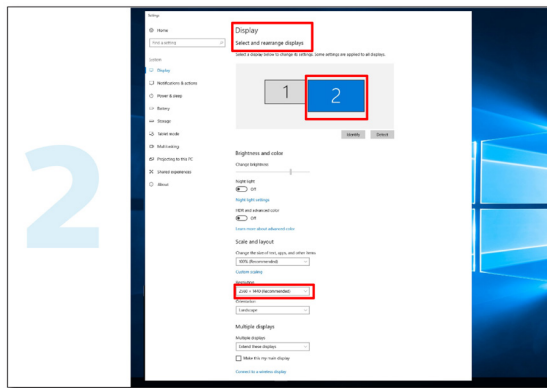 2
Settings
Home
Find a setting
System
Display
Notifications & actions
Power & sleep
Battery
Storage
Tablet mode
Multitasking
Projecting to this PC
Shared experiences
About
Display
Select and rearrange displays
Select a display below to change its settings. Some settings are applied to all displays.
1
2
Identify
Detect
Brightness and color
Change brightness
Night light
Off
Night light settings
HDR and advanced color
Off
Learn more about advanced color
Scale and layout
Change the size of text, apps, and other items
100% (Recommended)
Custom scaling
Resolution
2560 × 1440 (Recommended)
Orientation
Landscape
Multiple displays
Multiple displays
Extend these displays
Make this my main display
Connect to a wireless display